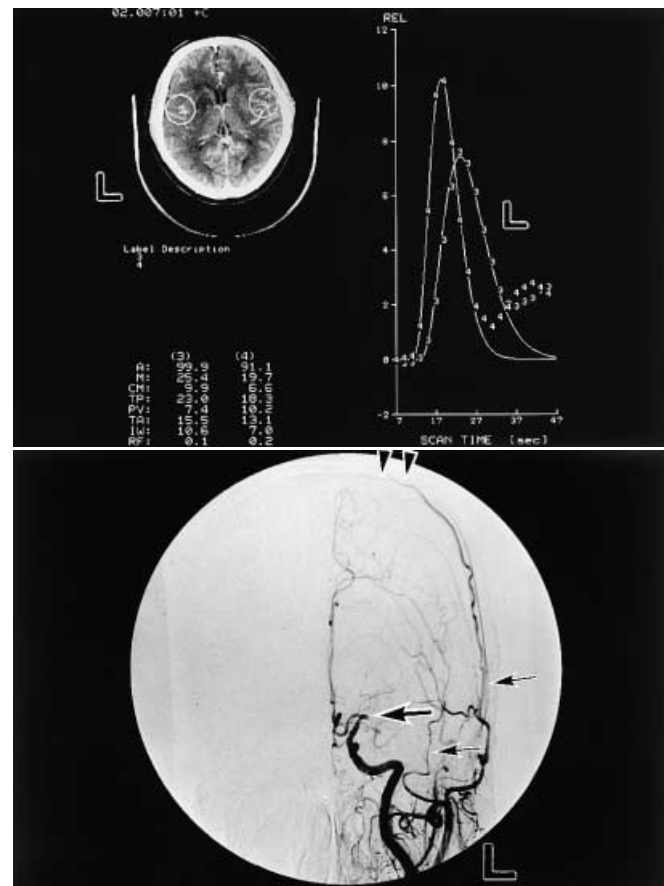 02.007:01 +C
L
Label Description
3
4
(3) (4)
A: 99.9 91.1
M: 25.4 19.7
CM: 9.9 6.6
TP: 23.0 18.3
PV: 7.4 10.2
TA: 15.5 13.1
IW: 10.6 7.0
RF: 0.1 0.2
REL
12
10
8
6
4
2
0
-2
7 17 27 37 47
SCAN TIME [sec]
L
L